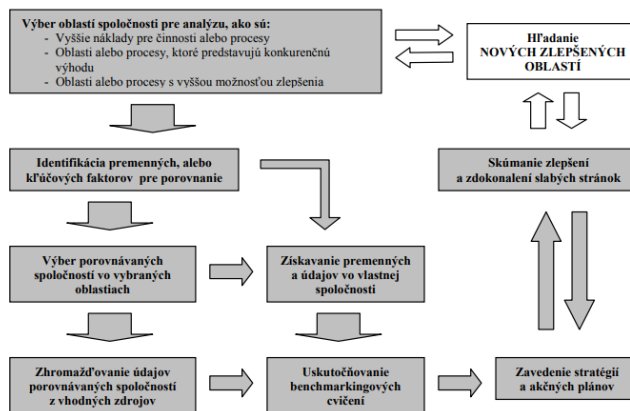 Výber oblastí spoločnosti pre analýzu, ako sú:
- Vyššie náklady pre činnosti alebo procesy
- Oblasti alebo procesy, ktoré predstavujú konkurenčnú
výhodu
- Oblasti alebo procesy s vyššou možnosťou zlepšenia
Hľadanie
NOVÝCH ZLEPŠENÝCH
OBLASTÍ
Identifikácia premenných, alebo
kľúčových faktorov pre porovnanie
Skúmanie zlepšení
a zdokonalení slabých stránok
Výber porovnávaných
spoločností vo vybraných
oblastiach
Získavanie premenných
a údajov vo vlastnej
spoločnosti
Zhromažďovanie údajov
porovnávaných spoločností
z vhodných zdrojov
Uskutočňovanie
benchmarkingových
cvičení
Zavedenie stratégií
a akčných plánov